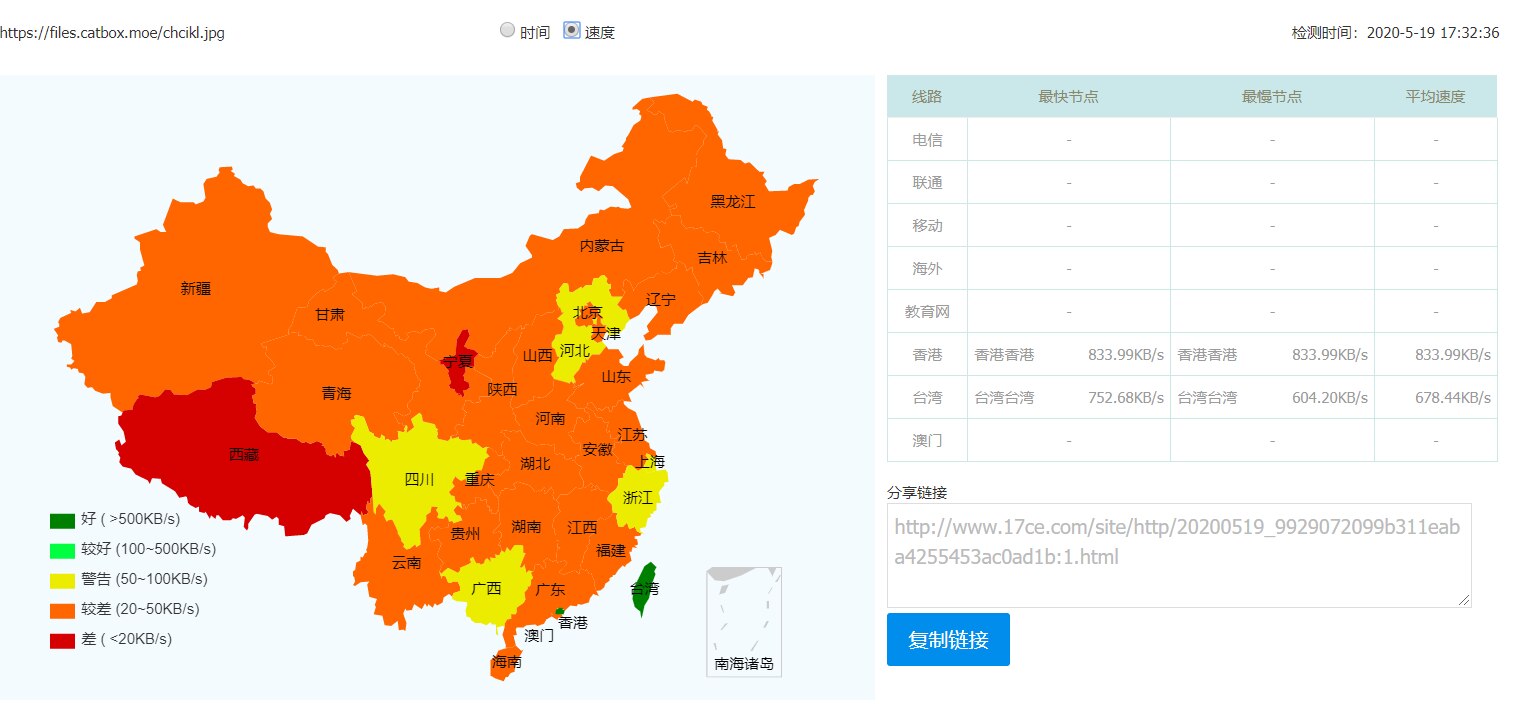 https://files.catbox.moe/chcikl.jpg 时间 速度 检测时间：2020-5-19 17:32:36
黑龙江
内蒙古
吉林
新疆
辽宁
甘肃
北京
天津
宁夏
山西
河北
山东
青海
陕西
河南
江苏
安徽
西藏
上海
湖北
四川
重庆
浙江
湖南
江西
贵州
福建
云南
广西
广东
台湾
香港
澳门
海南
南海诸岛
好 ( >500KB/s)
较好 (100~500KB/s)
警告 (50~100KB/s)
较差 (20~50KB/s)
差 ( <20KB/s)
线路 最快节点 最慢节点 平均速度
电信 - - -
联通 - - -
移动 - - -
海外 - - -
教育网 - - -
香港 香港香港 833.99KB/s 香港香港 833.99KB/s 833.99KB/s
台湾 台湾台湾 752.68KB/s 台湾台湾 604.20KB/s 678.44KB/s
澳门 - - -
分享链接
http://www.17ce.com/site/http/20200519_9929072099b311eab
a4255453ac0ad1b:1.html
复制链接